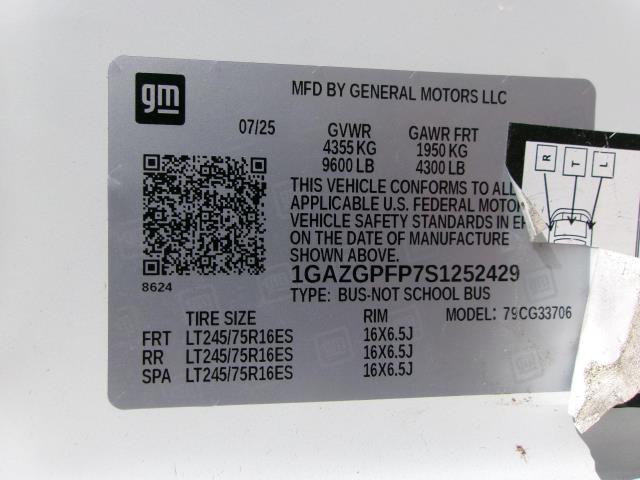 gm
MFD BY GENERAL MOTORS LLC
07/25 GVWR GAWR FRT
4355 KG 1950 KG
9600 LB 4300 LB
THIS VEHICLE CONFORMS TO ALL
APPLICABLE U.S. FEDERAL MOTOR
VEHICLE SAFETY STANDARDS IN
ON THE DATE OF MANUFACTURE
SHOWN ABOVE.
1GAZGPFP7S1252429
8624
TYPE: BUS-NOT SCHOOL BUS
TIRE SIZE RIM MODEL: 79CG33706
FRT LT245/75R16ES 16X6.5J
RR LT245/75R16ES 16X6.5J
SPA LT245/75R16ES 16X6.5J
R T L